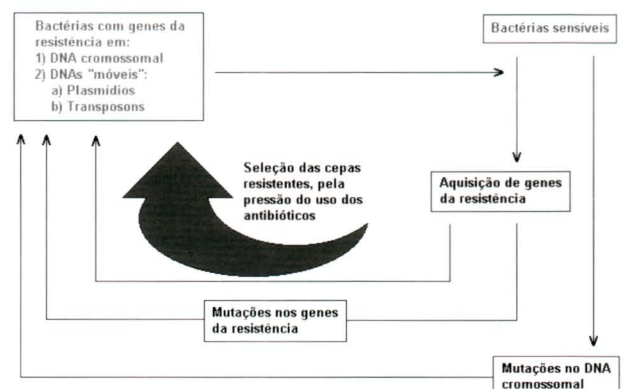 Bactérias com genes da
resistência em:
1) DNA cromossomal
2) DNAs "móveis":
a) Plasmídios
b) Transposons
Bactérias sensíveis
Seleção das cepas
resistentes, pela
pressão do uso dos
antibióticos
Aquisição de genes
da resistência
Mutações nos genes
da resistência
Mutações no DNA
cromossomal